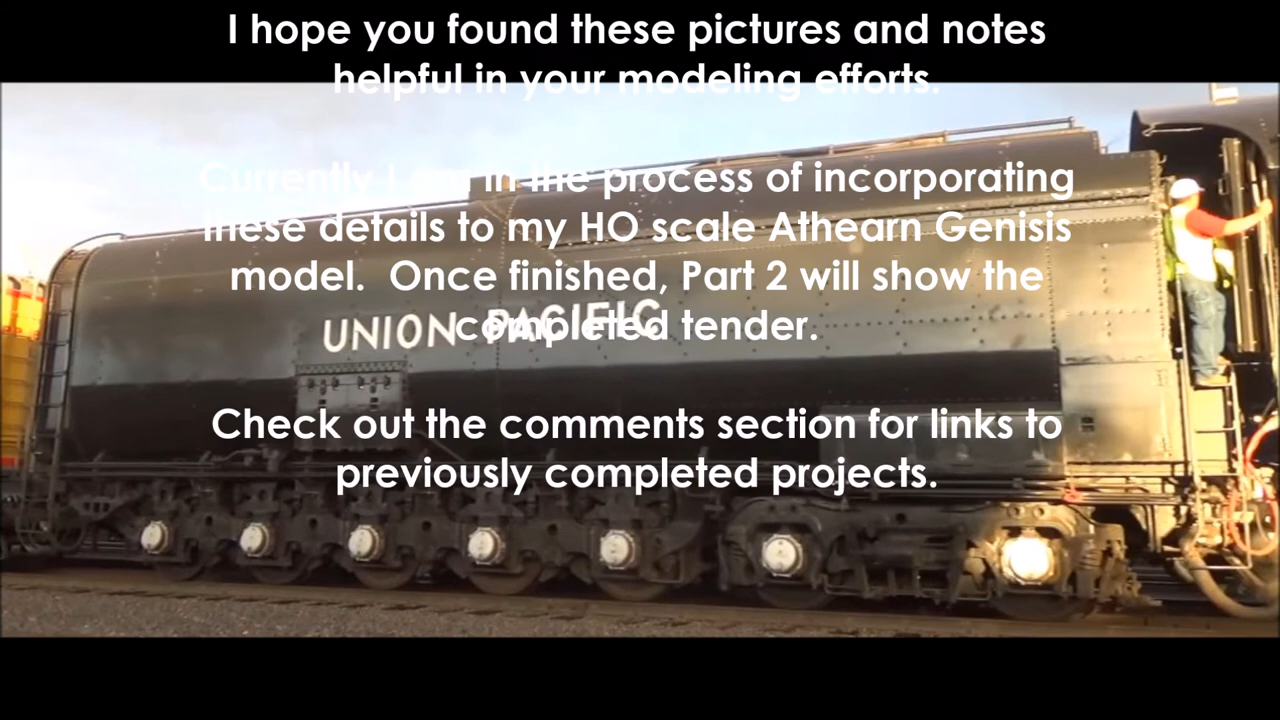 I hope you found these pictures and notes
helpful in your modeling efforts.
Currently I am in the process of incorporating
these details to my HO scale Athearn Genisis
model. Once finished, Part 2 will show the
completed tender.
UNION PACIFIC
Check out the comments section for links to
previously completed projects.